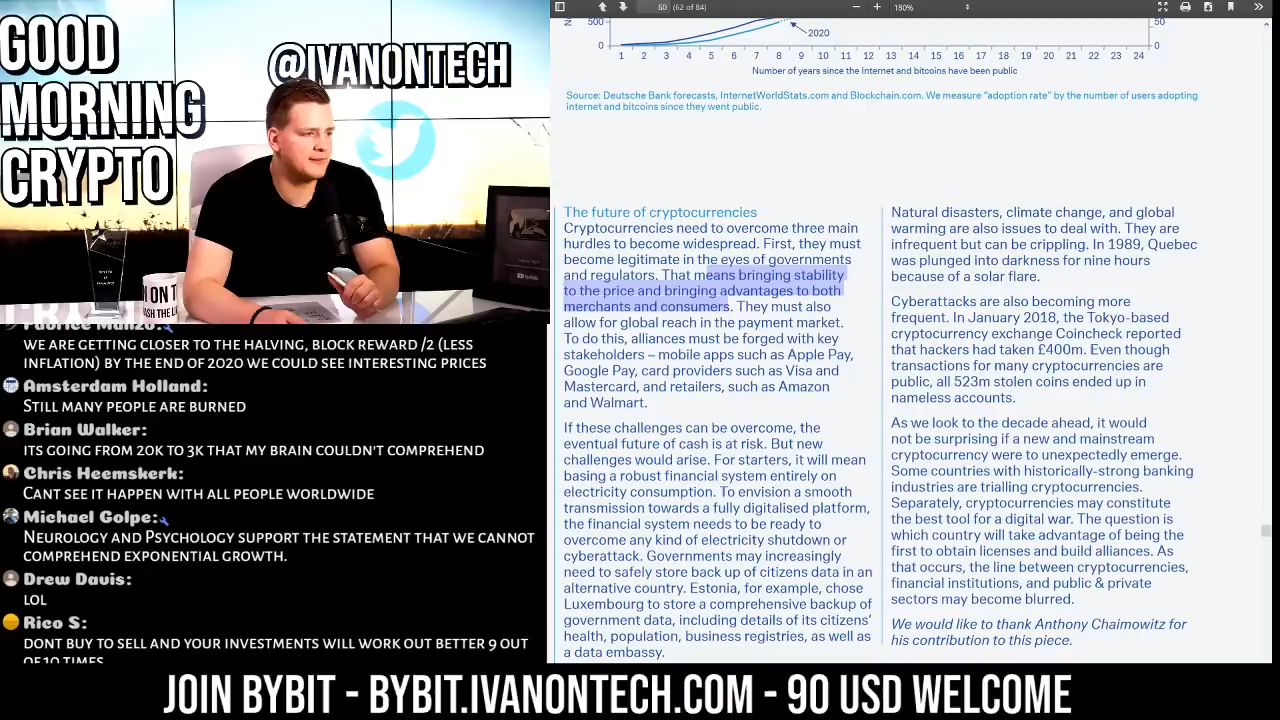 GOOD
MORNING
CRYPTO
@IVANONTECH
WE ARE GETTING CLOSER TO THE HALVING, BLOCK REWARD /2 (LESS
INFLATION) BY THE END OF 2020 WE COULD SEE INTERESTING PRICES
Amsterdam Holland:
STILL MANY PEOPLE ARE BURNED
Brian Walker:
ITS GOING FROM 20K TO 3K THAT MY BRAIN COULDN'T COMPREHEND
Chris Heemskerk:
CANT SEE IT HAPPEN WITH ALL PEOPLE WORLDWIDE
Michael Golpe:
NEUROLOGY AND PSYCHOLOGY SUPPORT THE STATEMENT THAT WE CANNOT
COMPREHEND EXPONENTIAL GROWTH.
Drew Davis:
LOL
Rico S:
DONT BUY TO SELL AND YOUR INVESTMENTS WILL WORK OUT BETTER 9 OUT
OF 10 TIMES
60 (62 of 84)
180%
500 50
2020
0 0
1 2 3 4 5 6 7 8 9 10 11 12 13 14 15 16 17 18 19 20 21 22 23 24
Number of years since the Internet and bitcoins have been public
Source: Deutsche Bank forecasts, InternetWorldStats.com and Blockchain.com. We measure "adoption rate" by the number of users adopting
internet and bitcoins since they went public.
The future of cryptocurrencies
Cryptocurrencies need to overcome three main
hurdles to become widespread. First, they must
become legitimate in the eyes of governments
and regulators. That means bringing stability
to the price and bringing advantages to both
merchants and consumers. They must also
allow for global reach in the payment market.
To do this, alliances must be forged with key
stakeholders – mobile apps such as Apple Pay,
Google Pay, card providers such as Visa and
Mastercard, and retailers, such as Amazon
and Walmart.
If these challenges can be overcome, the
eventual future of cash is at risk. But new
challenges would arise. For starters, it will mean
basing a robust financial system entirely on
electricity consumption. To envision a smooth
transmission towards a fully digitalised platform,
the financial system needs to be ready to
overcome any kind of electricity shutdown or
cyberattack. Governments may increasingly
need to safely store back up of citizens data in an
alternative country. Estonia, for example, chose
Luxembourg to store a comprehensive backup of
government data, including details of its citizens'
health, population, business registries, as well as
a data embassy.
Natural disasters, climate change, and global
warming are also issues to deal with. They are
infrequent but can be crippling. In 1989, Quebec
was plunged into darkness for nine hours
because of a solar flare.
Cyberattacks are also becoming more
frequent. In January 2018, the Tokyo-based
cryptocurrency exchange Coincheck reported
that hackers had taken £400m. Even though
transactions for many cryptocurrencies are
public, all 523m stolen coins ended up in
nameless accounts.
As we look to the decade ahead, it would
not be surprising if a new and mainstream
cryptocurrency were to unexpectedly emerge.
Some countries with historically-strong banking
industries are trialling cryptocurrencies.
Separately, cryptocurrencies may constitute
the best tool for a digital war. The question is
which country will take advantage of being the
first to obtain licenses and build alliances. As
that occurs, the line between cryptocurrencies,
financial institutions, and public & private
sectors may become blurred.
We would like to thank Anthony Chaimowitz for
his contribution to this piece.
JOIN BYBIT - BYBIT.IVANONTECH.COM - 90 USD WELCOME